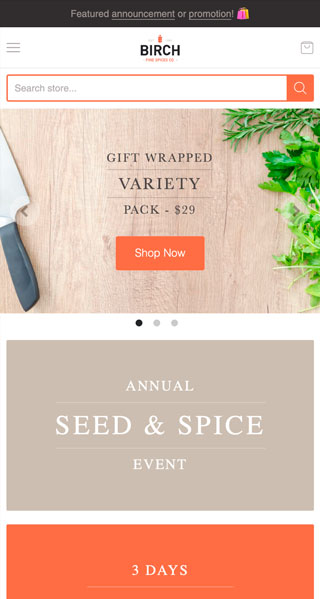 Featured announcement or promotion! 🛍️
BIRCH
FINE SPICES CO.
Search store...
GIFT WRAPPED
VARIETY
PACK - $29
Shop Now
ANNUAL
SEED & SPICE
EVENT
3 DAYS